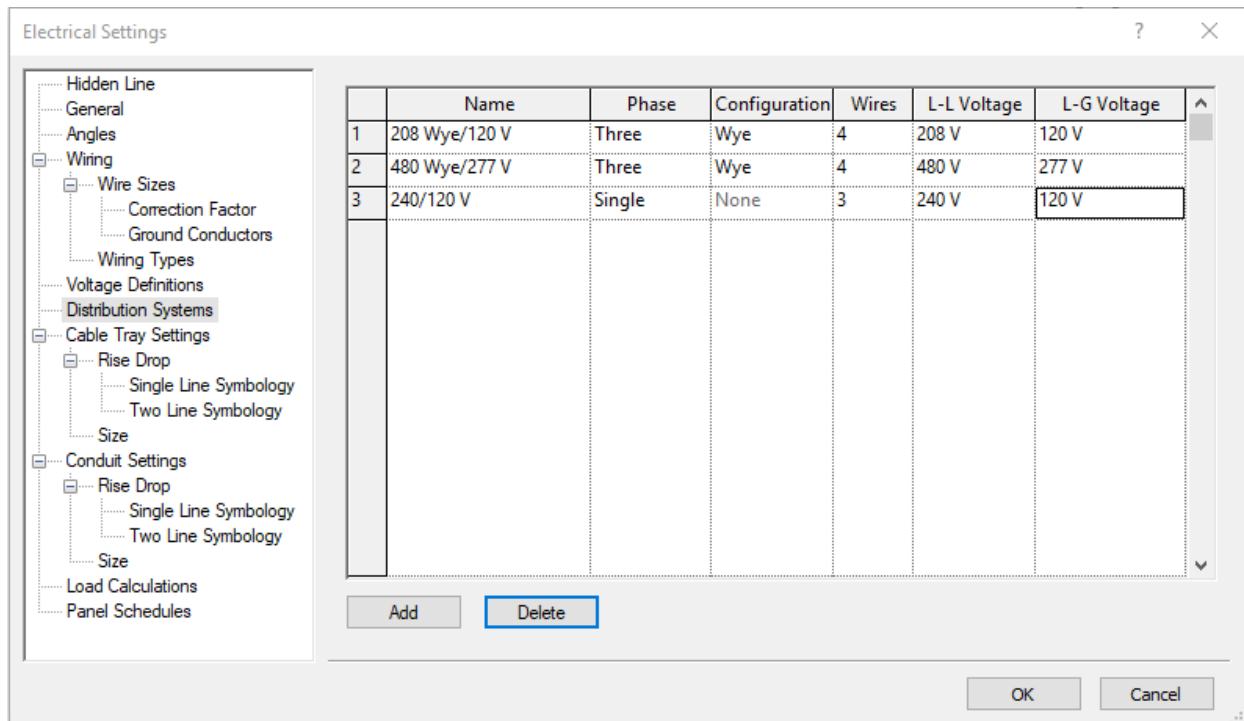 Electrical Settings
?
Hidden Line
General
Angles
Wiring
Wire Sizes
Correction Factor
Ground Conductors
Wiring Types
Voltage Definitions
Distribution Systems
Cable Tray Settings
Rise Drop
Single Line Symbology
Two Line Symbology
Size
Conduit Settings
Rise Drop
Single Line Symbology
Two Line Symbology
Size
Load Calculations
Panel Schedules
Name Phase Configuration Wires L-L Voltage L-G Voltage
1 208 Wye/120 V Three Wye 4 208 V 120 V
2 480 Wye/277 V Three Wye 4 480 V 277 V
3 240/120 V Single None 3 240 V 120 V
Add Delete
OK Cancel